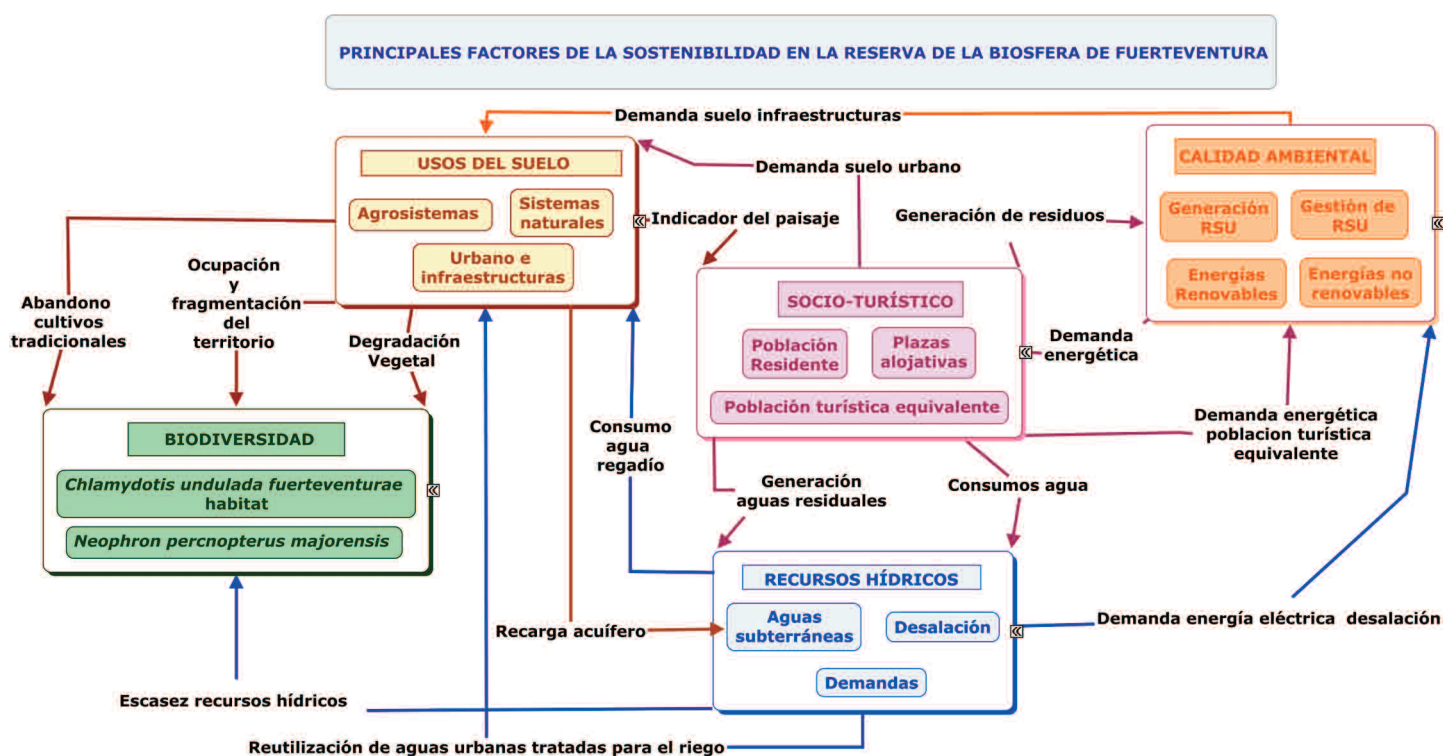 PRINCIPALES FACTORES DE LA SOSTENIBILIDAD EN LA RESERVA DE LA BIOSFERA DE FUERTEVENTURA
Demanda suelo infraestructuras
USOS DEL SUELO
Agrosistemas
Sistemas
naturales
Urbano e
infraestructuras
Demanda suelo urbano
Indicador del paisaje
Generación de residuos
CALIDAD AMBIENTAL
Generación
RSU
Gestión de
RSU
Energías
Renovables
Energías no
renovables
SOCIO-TURÍSTICO
Población
Residente
Plazas
alojativas
Población turística equivalente
Demanda
energética
Abandono
cultivos
tradicionales
Ocupación
y
fragmentación
del
territorio
Degradación
Vegetal
BIODIVERSIDAD
Chlamydotis undulada fuerteventurae
habitat
Neophron percnopterus majorensis
Consumo
agua
regadío
Generación
aguas residuales
Consumos agua
Demanda energética
poblacion turística
equivalente
RECURSOS HÍDRICOS
Aguas
subterráneas
Desalación
Demandas
Recarga acuífero
Demanda energía eléctrica desalación
Escasez recursos hídricos
Reutilización de aguas urbanas tratadas para el riego